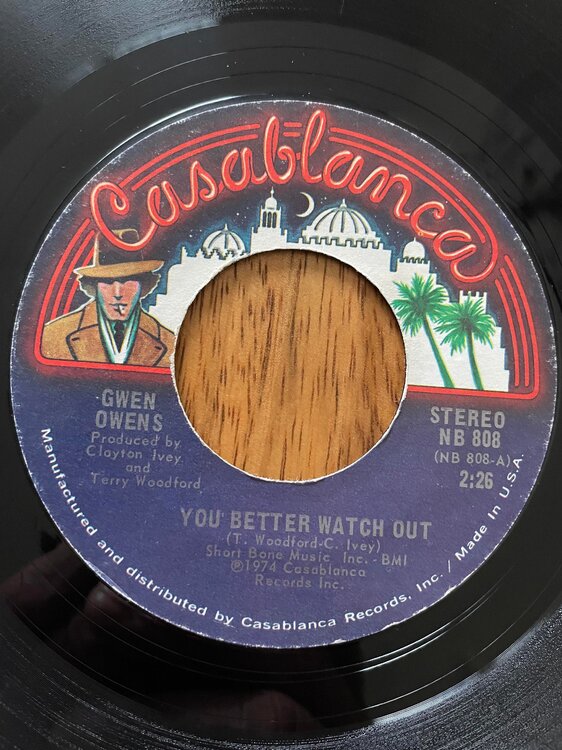 Casablanca
GWEN
OWENS
Produced by
Clayton Ivey
and
Terry Woodford
STEREO
NB 808
(NB 808-A)
2:26
YOU BETTER WATCH OUT
(T. Woodford-C. Ivey)
Short Bone Music Inc. - BMI
℗1974 Casablanca
Records Inc.
Manufactured and distributed by Casablanca Records, Inc. / Made In U.S.A.